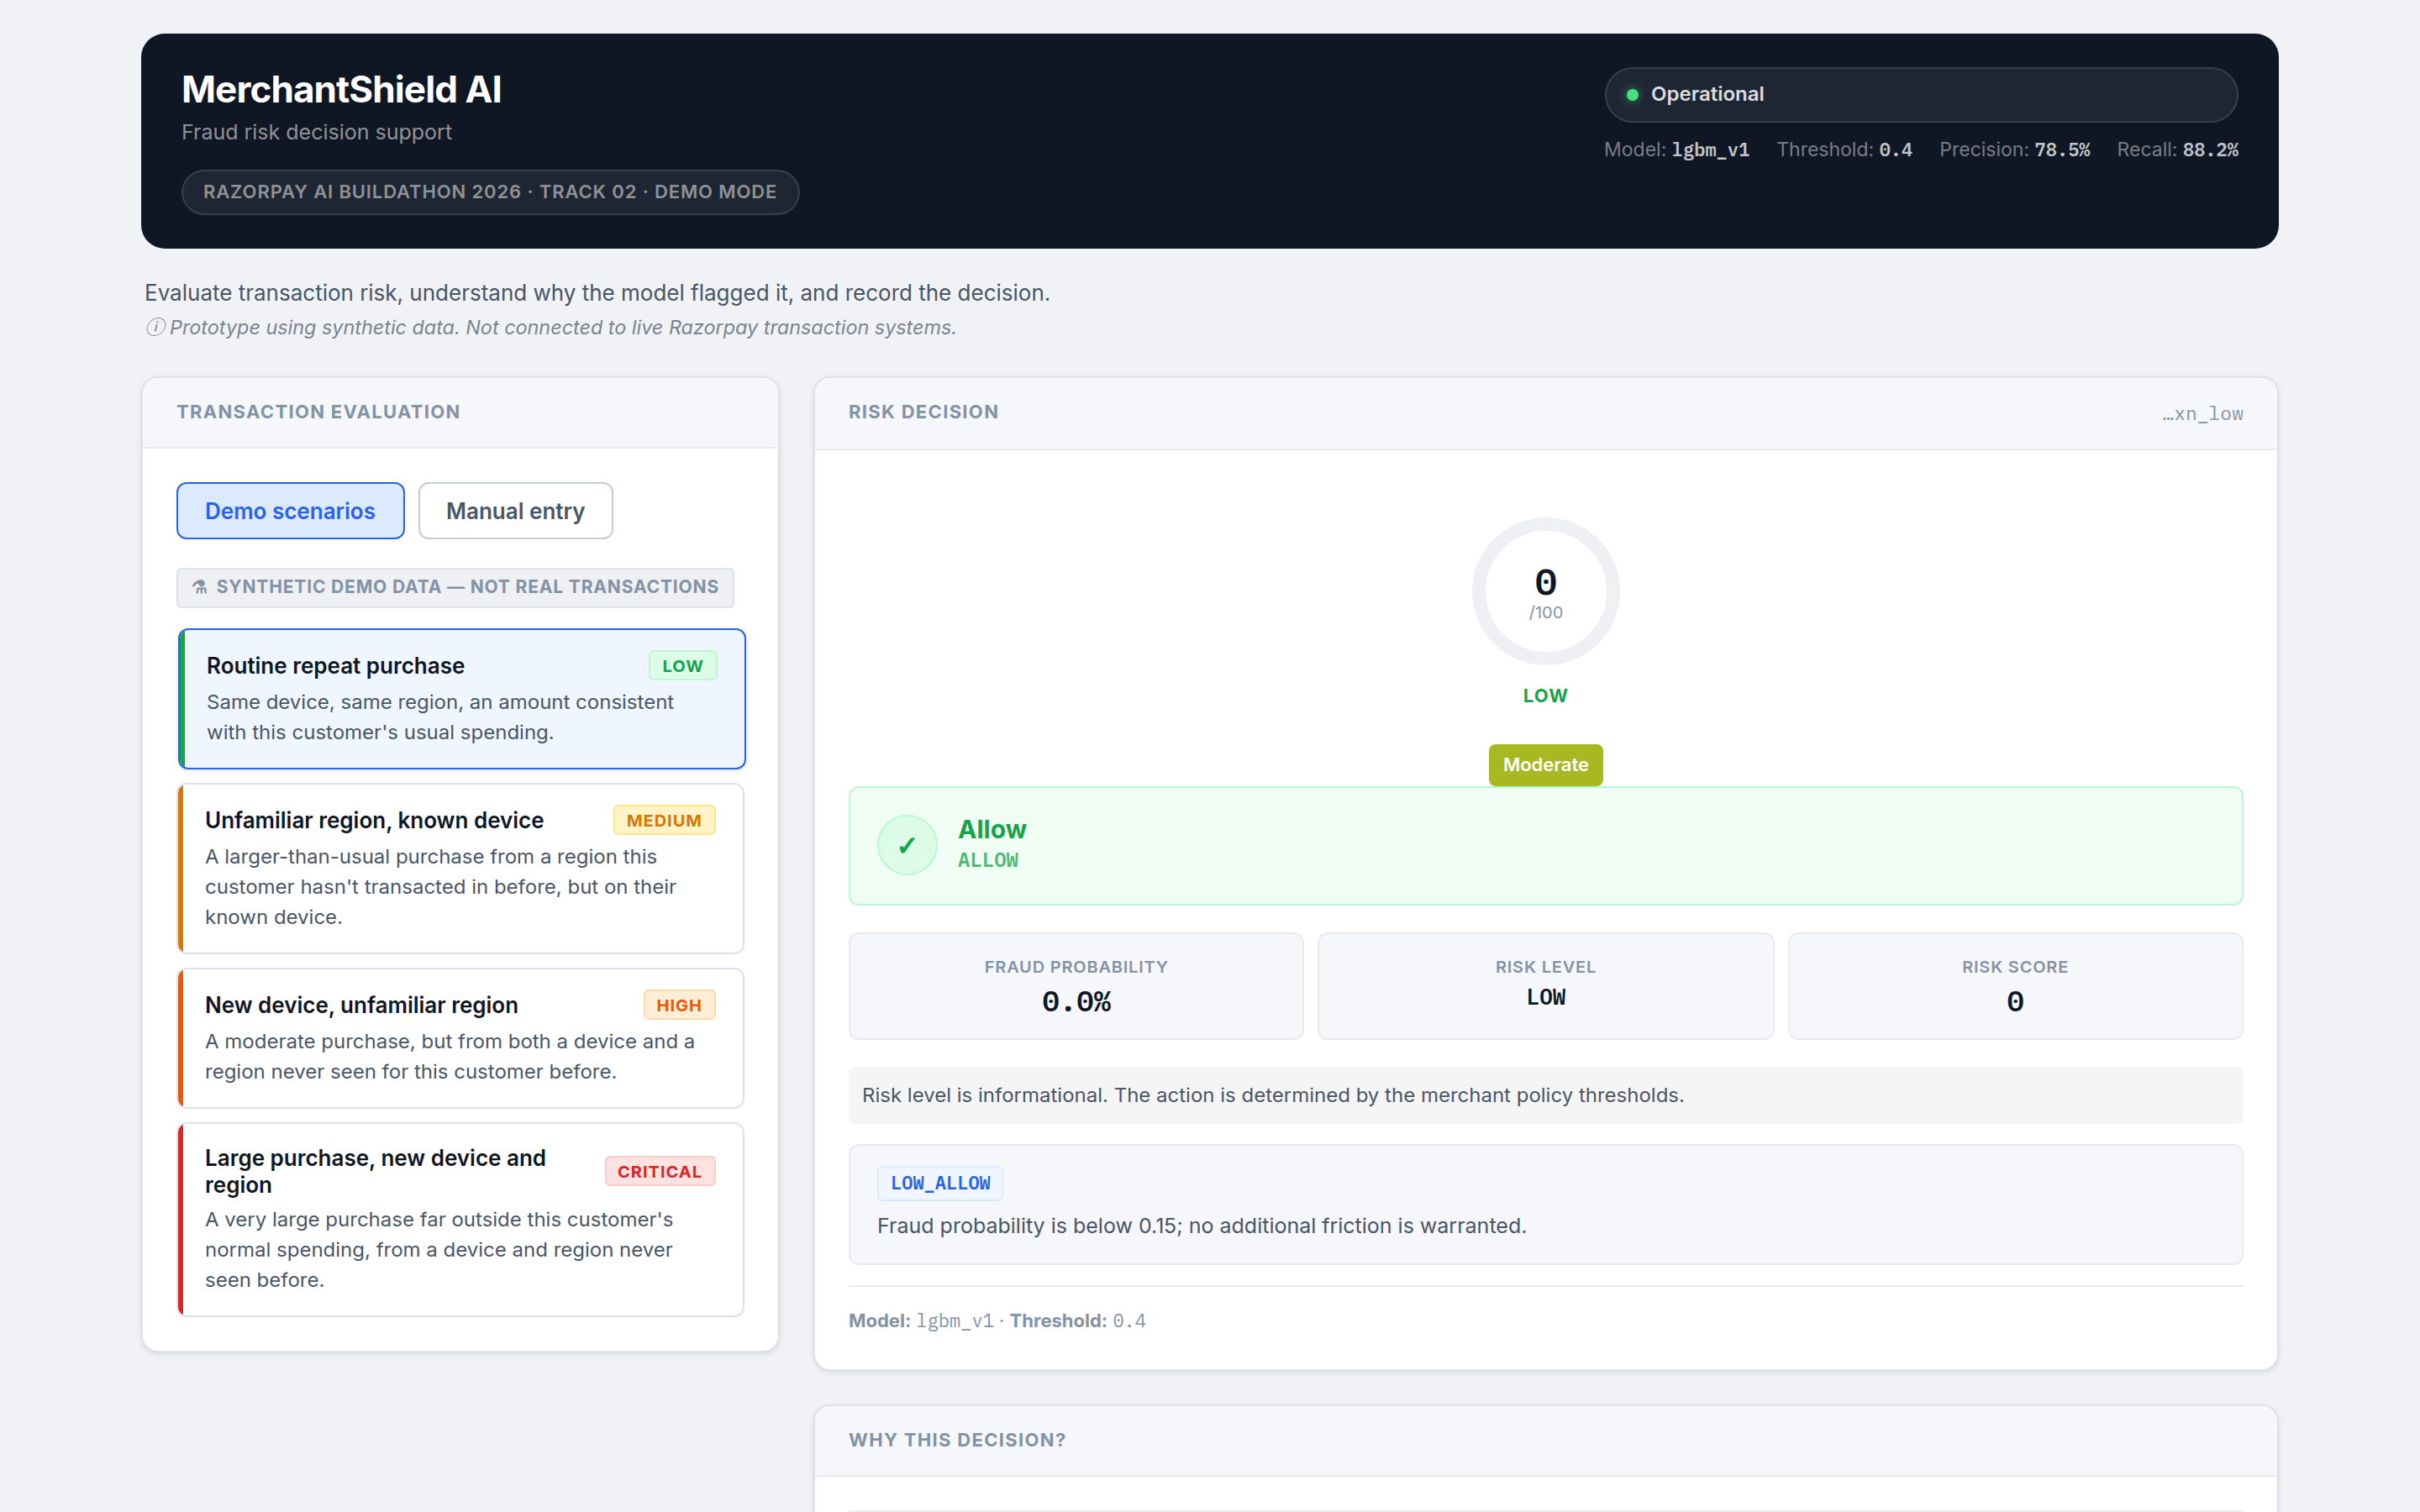 MerchantShield AI
Fraud risk decision support
RAZORPAY AI BUILDATHON 2026 · TRACK 02 · DEMO MODE
Operational
Model: lgbm_v1 Threshold: 0.4 Precision: 78.5% Recall: 88.2%
Evaluate transaction risk, understand why the model flagged it, and record the decision.
ⓘ Prototype using synthetic data. Not connected to live Razorpay transaction systems.
TRANSACTION EVALUATION
Demo scenarios
Manual entry
⚗ SYNTHETIC DEMO DATA — NOT REAL TRANSACTIONS
Routine repeat purchase
LOW
Same device, same region, an amount consistent
with this customer's usual spending.
Unfamiliar region, known device
MEDIUM
A larger-than-usual purchase from a region this
customer hasn't transacted in before, but on their
known device.
New device, unfamiliar region
HIGH
A moderate purchase, but from both a device and a
region never seen for this customer before.
Large purchase, new device and
region
CRITICAL
A very large purchase far outside this customer's
normal spending, from a device and region never
seen before.
RISK DECISION
…xn_low
0
/100
LOW
Moderate
✓
Allow
ALLOW
FRAUD PROBABILITY
0.0%
RISK LEVEL
LOW
RISK SCORE
0
Risk level is informational. The action is determined by the merchant policy thresholds.
LOW_ALLOW
Fraud probability is below 0.15; no additional friction is warranted.
Model: lgbm_v1 · Threshold: 0.4
WHY THIS DECISION?